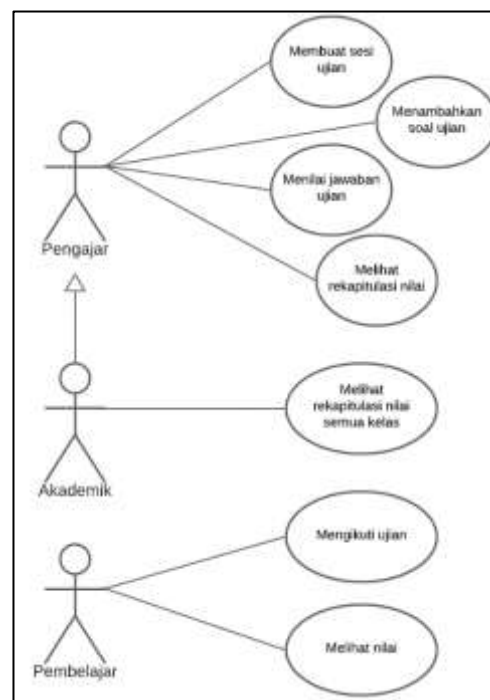 Membuat sesi
ujian
Menambahkan
soal ujian
Menilai jawaban
ujian
Pengajar
Melihat
rekapitulasi nilai
Melihat
rekapitulasi nilai
semua kelas
Akademik
Mengikuti ujian
Melihat nilai
Pembelajar